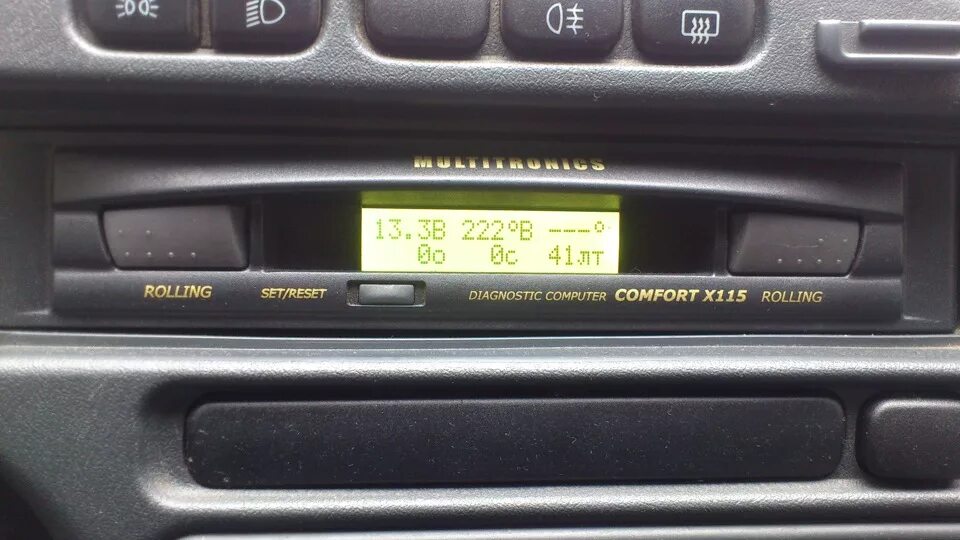 MULTITRONICS
13.3В 222°В ---°
0о 0с 41лт
ROLLING SET/RESET DIAGNOSTIC COMPUTER COMFORT X115 ROLLING